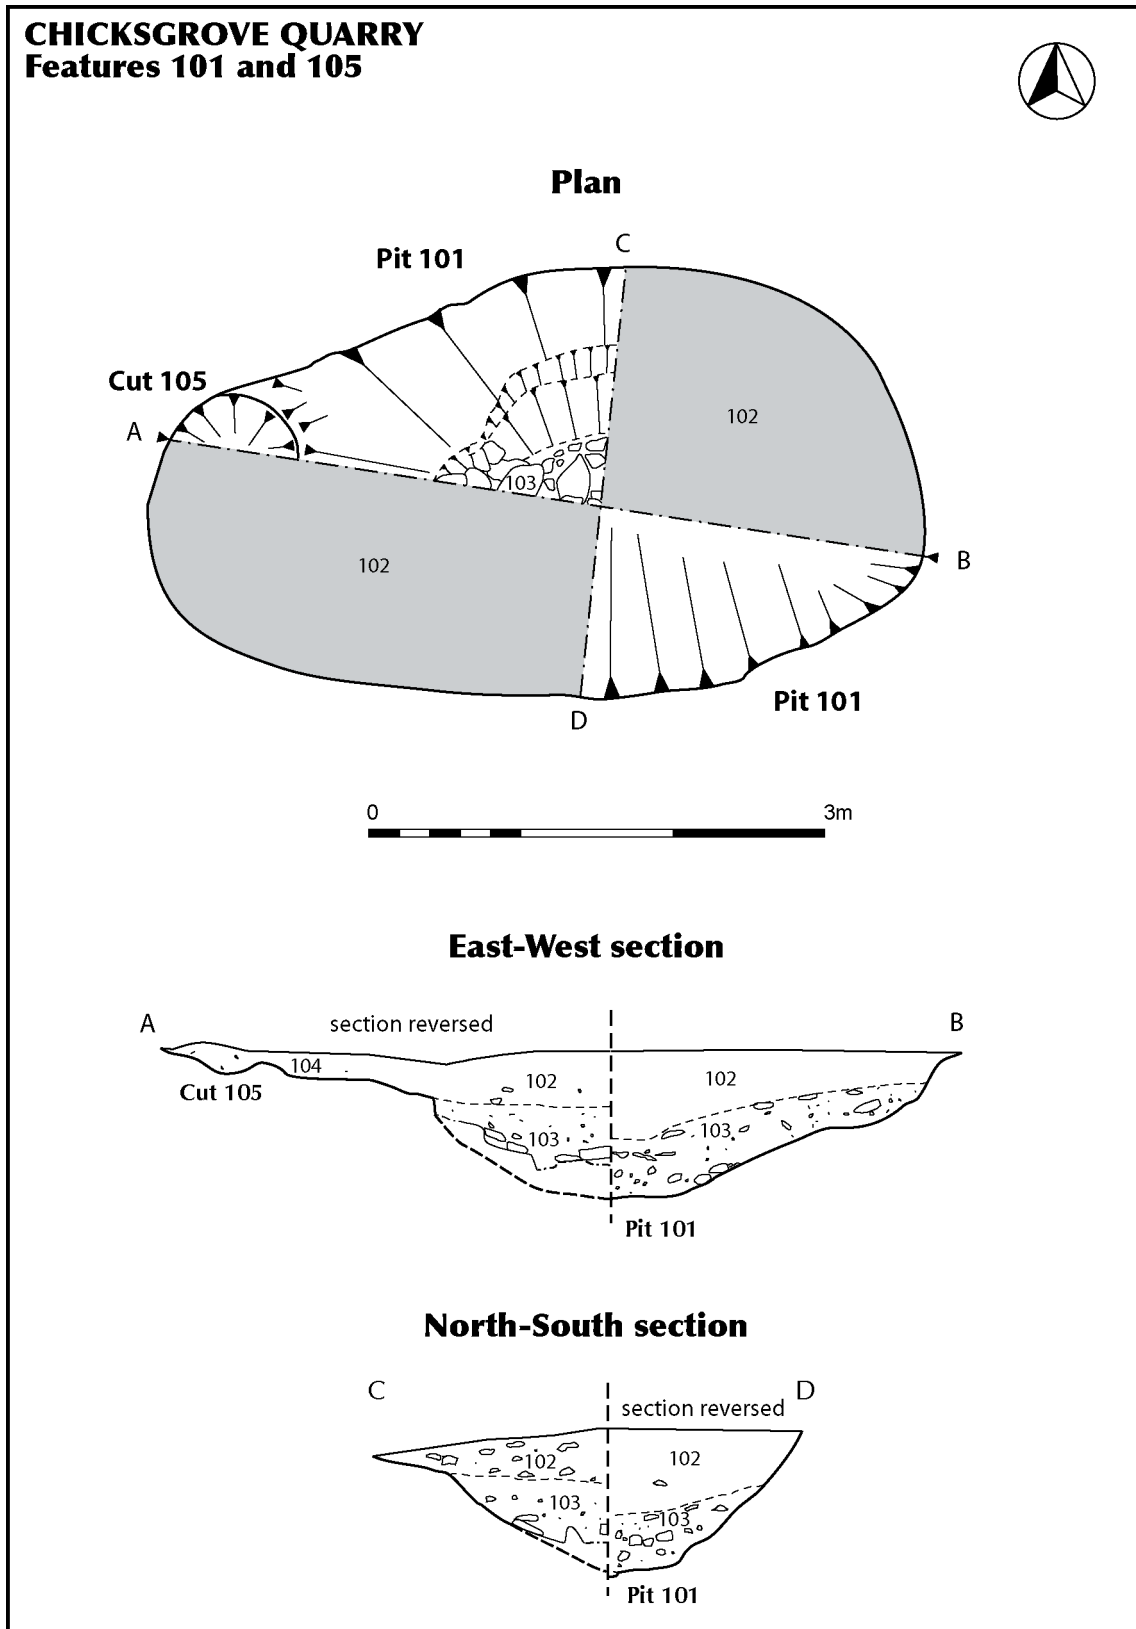 CHICKSGROVE QUARRY
Features 101 and 105
Plan
C
Pit 101
Cut 105
A
102
103
102
B
D
Pit 101
0 3m
East-West section
A
section reversed
B
104
102
102
Cut 105
103
103
Pit 101
North-South section
C
D
section reversed
102
102
103
103
Pit 101